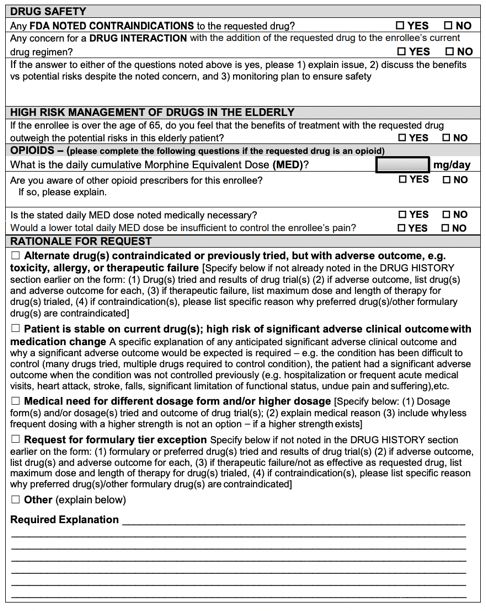 DRUG SAFETY
Any FDA NOTED CONTRAINDICATIONS to the requested drug? ☐ YES ☐ NO
Any concern for a DRUG INTERACTION with the addition of the requested drug to the enrollee's current
drug regimen? ☐ YES ☐ NO
If the answer to either of the questions noted above is yes, please 1) explain issue, 2) discuss the benefits
vs potential risks despite the noted concern, and 3) monitoring plan to ensure safety
HIGH RISK MANAGEMENT OF DRUGS IN THE ELDERLY
If the enrollee is over the age of 65, do you feel that the benefits of treatment with the requested drug
outweigh the potential risks in this elderly patient? ☐ YES ☐ NO
OPIOIDS – (please complete the following questions if the requested drug is an opioid)
What is the daily cumulative Morphine Equivalent Dose (MED)? mg/day
Are you aware of other opioid prescribers for this enrollee? ☐ YES ☐ NO
If so, please explain.
Is the stated daily MED dose noted medically necessary? ☐ YES ☐ NO
Would a lower total daily MED dose be insufficient to control the enrollee's pain? ☐ YES ☐ NO
RATIONALE FOR REQUEST
☐ Alternate drug(s) contraindicated or previously tried, but with adverse outcome, e.g.
toxicity, allergy, or therapeutic failure [Specify below if not already noted in the DRUG HISTORY
section earlier on the form: (1) Drug(s) tried and results of drug trial(s) (2) if adverse outcome, list drug(s)
and adverse outcome for each, (3) if therapeutic failure, list maximum dose and length of therapy for
drug(s) trialed, (4) if contraindication(s), please list specific reason why preferred drug(s)/other formulary
drug(s) are contraindicated]
☐ Patient is stable on current drug(s); high risk of significant adverse clinical outcome with
medication change A specific explanation of any anticipated significant adverse clinical outcome and
why a significant adverse outcome would be expected is required – e.g. the condition has been difficult to
control (many drugs tried, multiple drugs required to control condition), the patient had a significant adverse
outcome when the condition was not controlled previously (e.g. hospitalization or frequent acute medical
visits, heart attack, stroke, falls, significant limitation of functional status, undue pain and suffering),etc.
☐ Medical need for different dosage form and/or higher dosage [Specify below: (1) Dosage
form(s) and/or dosage(s) tried and outcome of drug trial(s); (2) explain medical reason (3) include why less
frequent dosing with a higher strength is not an option – if a higher strength exists]
☐ Request for formulary tier exception Specify below if not noted in the DRUG HISTORY section
earlier on the form: (1) formulary or preferred drug(s) tried and results of drug trial(s) (2) if adverse outcome,
list drug(s) and adverse outcome for each, (3) if therapeutic failure/not as effective as requested drug, list
maximum dose and length of therapy for drug(s) trialed, (4) if contraindication(s), please list specific reason
why preferred drug(s)/other formulary drug(s) are contraindicated]
☐ Other (explain below)
Required Explanation